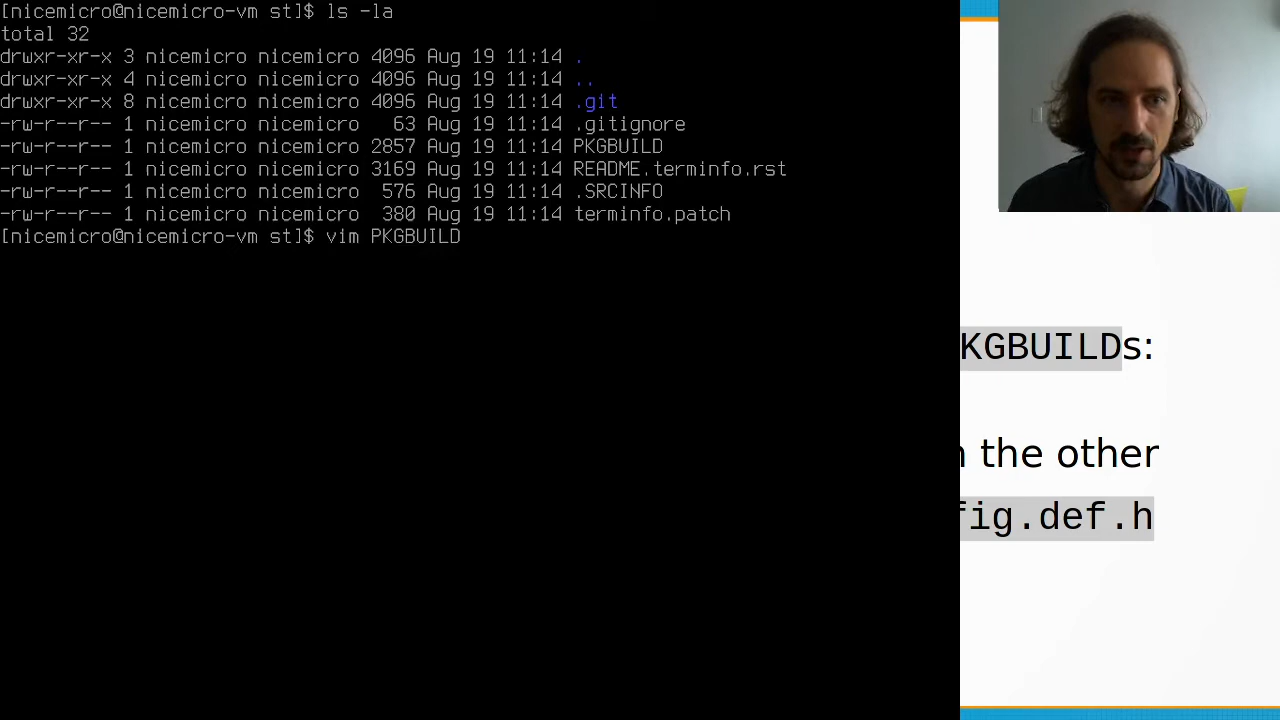 [nicemicro@nicemicro-vm st]$ ls -la
total 32
drwxr-xr-x 3 nicemicro nicemicro 4096 Aug 19 11:14 .
drwxr-xr-x 4 nicemicro nicemicro 4096 Aug 19 11:14 ..
drwxr-xr-x 8 nicemicro nicemicro 4096 Aug 19 11:14 .git
-rw-r--r-- 1 nicemicro nicemicro   63 Aug 19 11:14 .gitignore
-rw-r--r-- 1 nicemicro nicemicro 2857 Aug 19 11:14 PKGBUILD
-rw-r--r-- 1 nicemicro nicemicro 3169 Aug 19 11:14 README.terminfo.rst
-rw-r--r-- 1 nicemicro nicemicro  576 Aug 19 11:14 .SRCINFO
-rw-r--r-- 1 nicemicro nicemicro  380 Aug 19 11:14 terminfo.patch
[nicemicro@nicemicro-vm st]$ vim PKGBUILD
KGBUILDs:
the other
fig.def.h